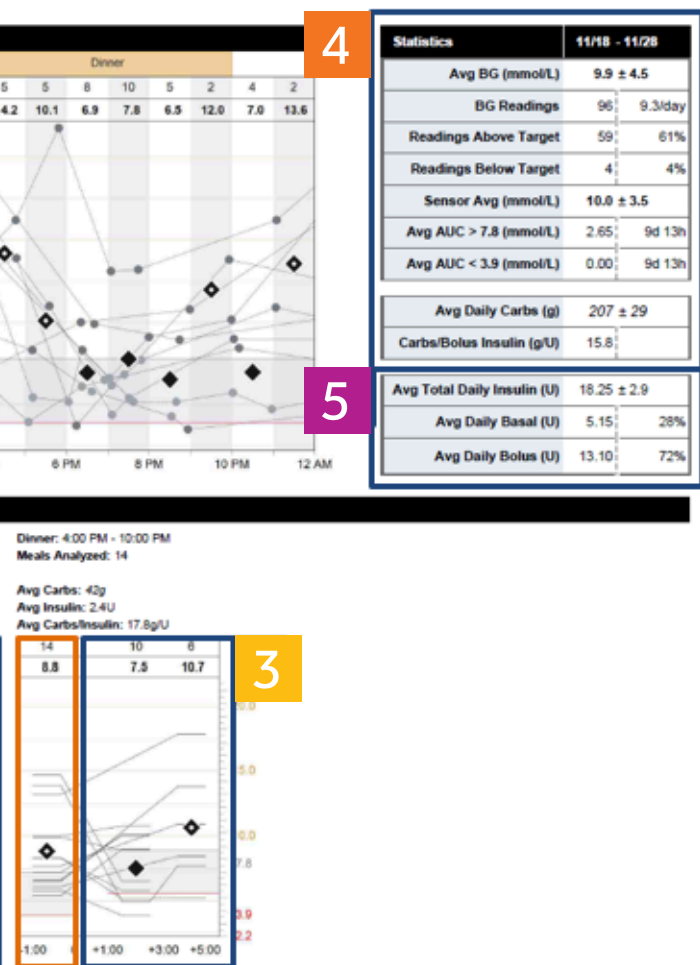 4
Statistics 11/18 - 11/28
Dinner
Avg BG (mmol/L) 9.9 ± 4.5
5 5 8 10 5 2 4 2
4.2 10.1 6.9 7.8 6.5 12.0 7.0 13.6
BG Readings 96 9.3/day
Readings Above Target 59 61%
Readings Below Target 4 4%
Sensor Avg (mmol/L) 10.0 ± 3.5
Avg AUC > 7.8 (mmol/L) 2.65 9d 13h
Avg AUC < 3.9 (mmol/L) 0.00 9d 13h
Avg Daily Carbs (g) 207 ± 29
Carbs/Bolus Insulin (g/U) 15.8
5
Avg Total Daily Insulin (U) 18.25 ± 2.9
Avg Daily Basal (U) 5.15 28%
Avg Daily Bolus (U) 13.10 72%
6 PM 8 PM 10 PM 12 AM
Dinner: 4:00 PM - 10:00 PM
Meals Analyzed: 14
Avg Carbs: 42g
Avg Insulin: 2.4U
Avg Carbs/Insulin: 17.8g/U
14 10 6
8.8 7.5 10.7
3
0.0
5.0
0.0
7.8
3.9
2.2
-1:00 +1:00 +3:00 +5:00